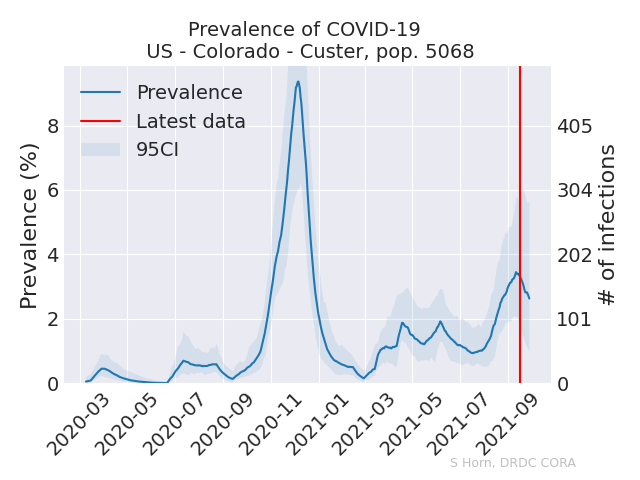 Prevalence of COVID-19
US - Colorado - Custer, pop. 5068
Prevalence
Latest data
95CI
Prevalence (%)
8
6
4
2
0
405
304
202
101
0
# of infections
2020-03
2020-05
2020-07
2020-09
2020-11
2021-01
2021-03
2021-05
2021-07
2021-09
S Horn, DRDC CORA